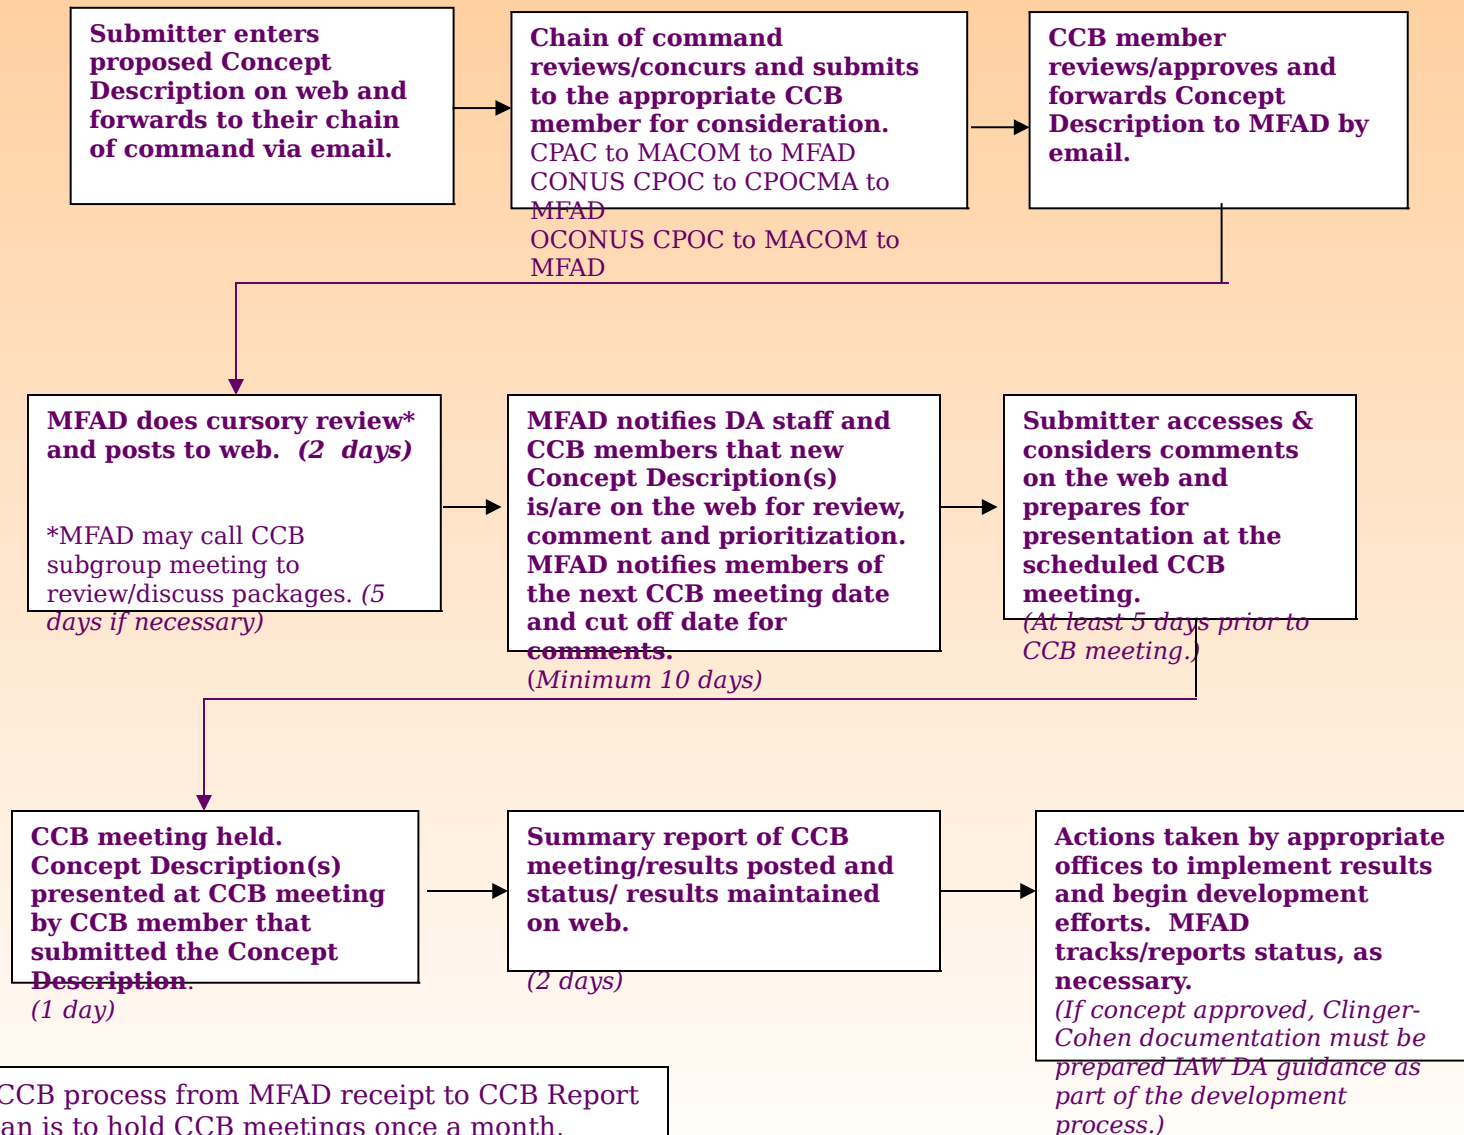 Submitter enters
proposed Concept
Description on web and
forwards to their chain
of command via email.
Chain of command
reviews/concurs and submits
to the appropriate CCB
member for consideration.
CPAC to MACOM to MFAD
CONUS CPOC to CPOCMA to
MFAD
OCONUS CPOC to MACOM to
MFAD
CCB member
reviews/approves and
forwards Concept
Description to MFAD by
email.
MFAD does cursory review*
and posts to web. (2 days)
*MFAD may call CCB
subgroup meeting to
review/discuss packages. (5
days if necessary)
MFAD notifies DA staff and
CCB members that new
Concept Description(s)
is/are on the web for review,
comment and prioritization.
MFAD notifies members of
the next CCB meeting date
and cut off date for
comments.
(Minimum 10 days)
Submitter accesses &
considers comments
on the web and
prepares for
presentation at the
scheduled CCB
meeting.
(At least 5 days prior to
CCB meeting.)
CCB meeting held.
Concept Description(s)
presented at CCB meeting
by CCB member that
submitted the Concept
Description.
(1 day)
Summary report of CCB
meeting/results posted and
status/ results maintained
on web.
(2 days)
Actions taken by appropriate
offices to implement results
and begin development
efforts. MFAD
tracks/reports status, as
necessary.
(If concept approved, Clinger-
Cohen documentation must be
prepared IAW DA guidance as
part of the development
process.)
CCB process from MFAD receipt to CCB Report
an is to hold CCB meetings once a month.